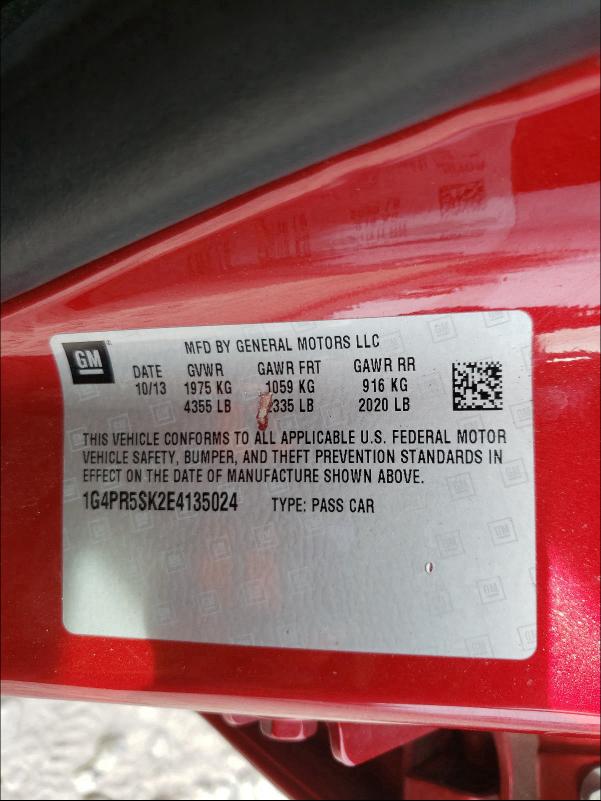 GM
MFD BY GENERAL MOTORS LLC
DATE GVWR GAWR FRT GAWR RR
10/13 1975 KG 1059 KG 916 KG
4355 LB 2335 LB 2020 LB
THIS VEHICLE CONFORMS TO ALL APPLICABLE U.S. FEDERAL MOTOR
VEHICLE SAFETY, BUMPER, AND THEFT PREVENTION STANDARDS IN
EFFECT ON THE DATE OF MANUFACTURE SHOWN ABOVE.
1G4PR5SK2E4135024 TYPE: PASS CAR